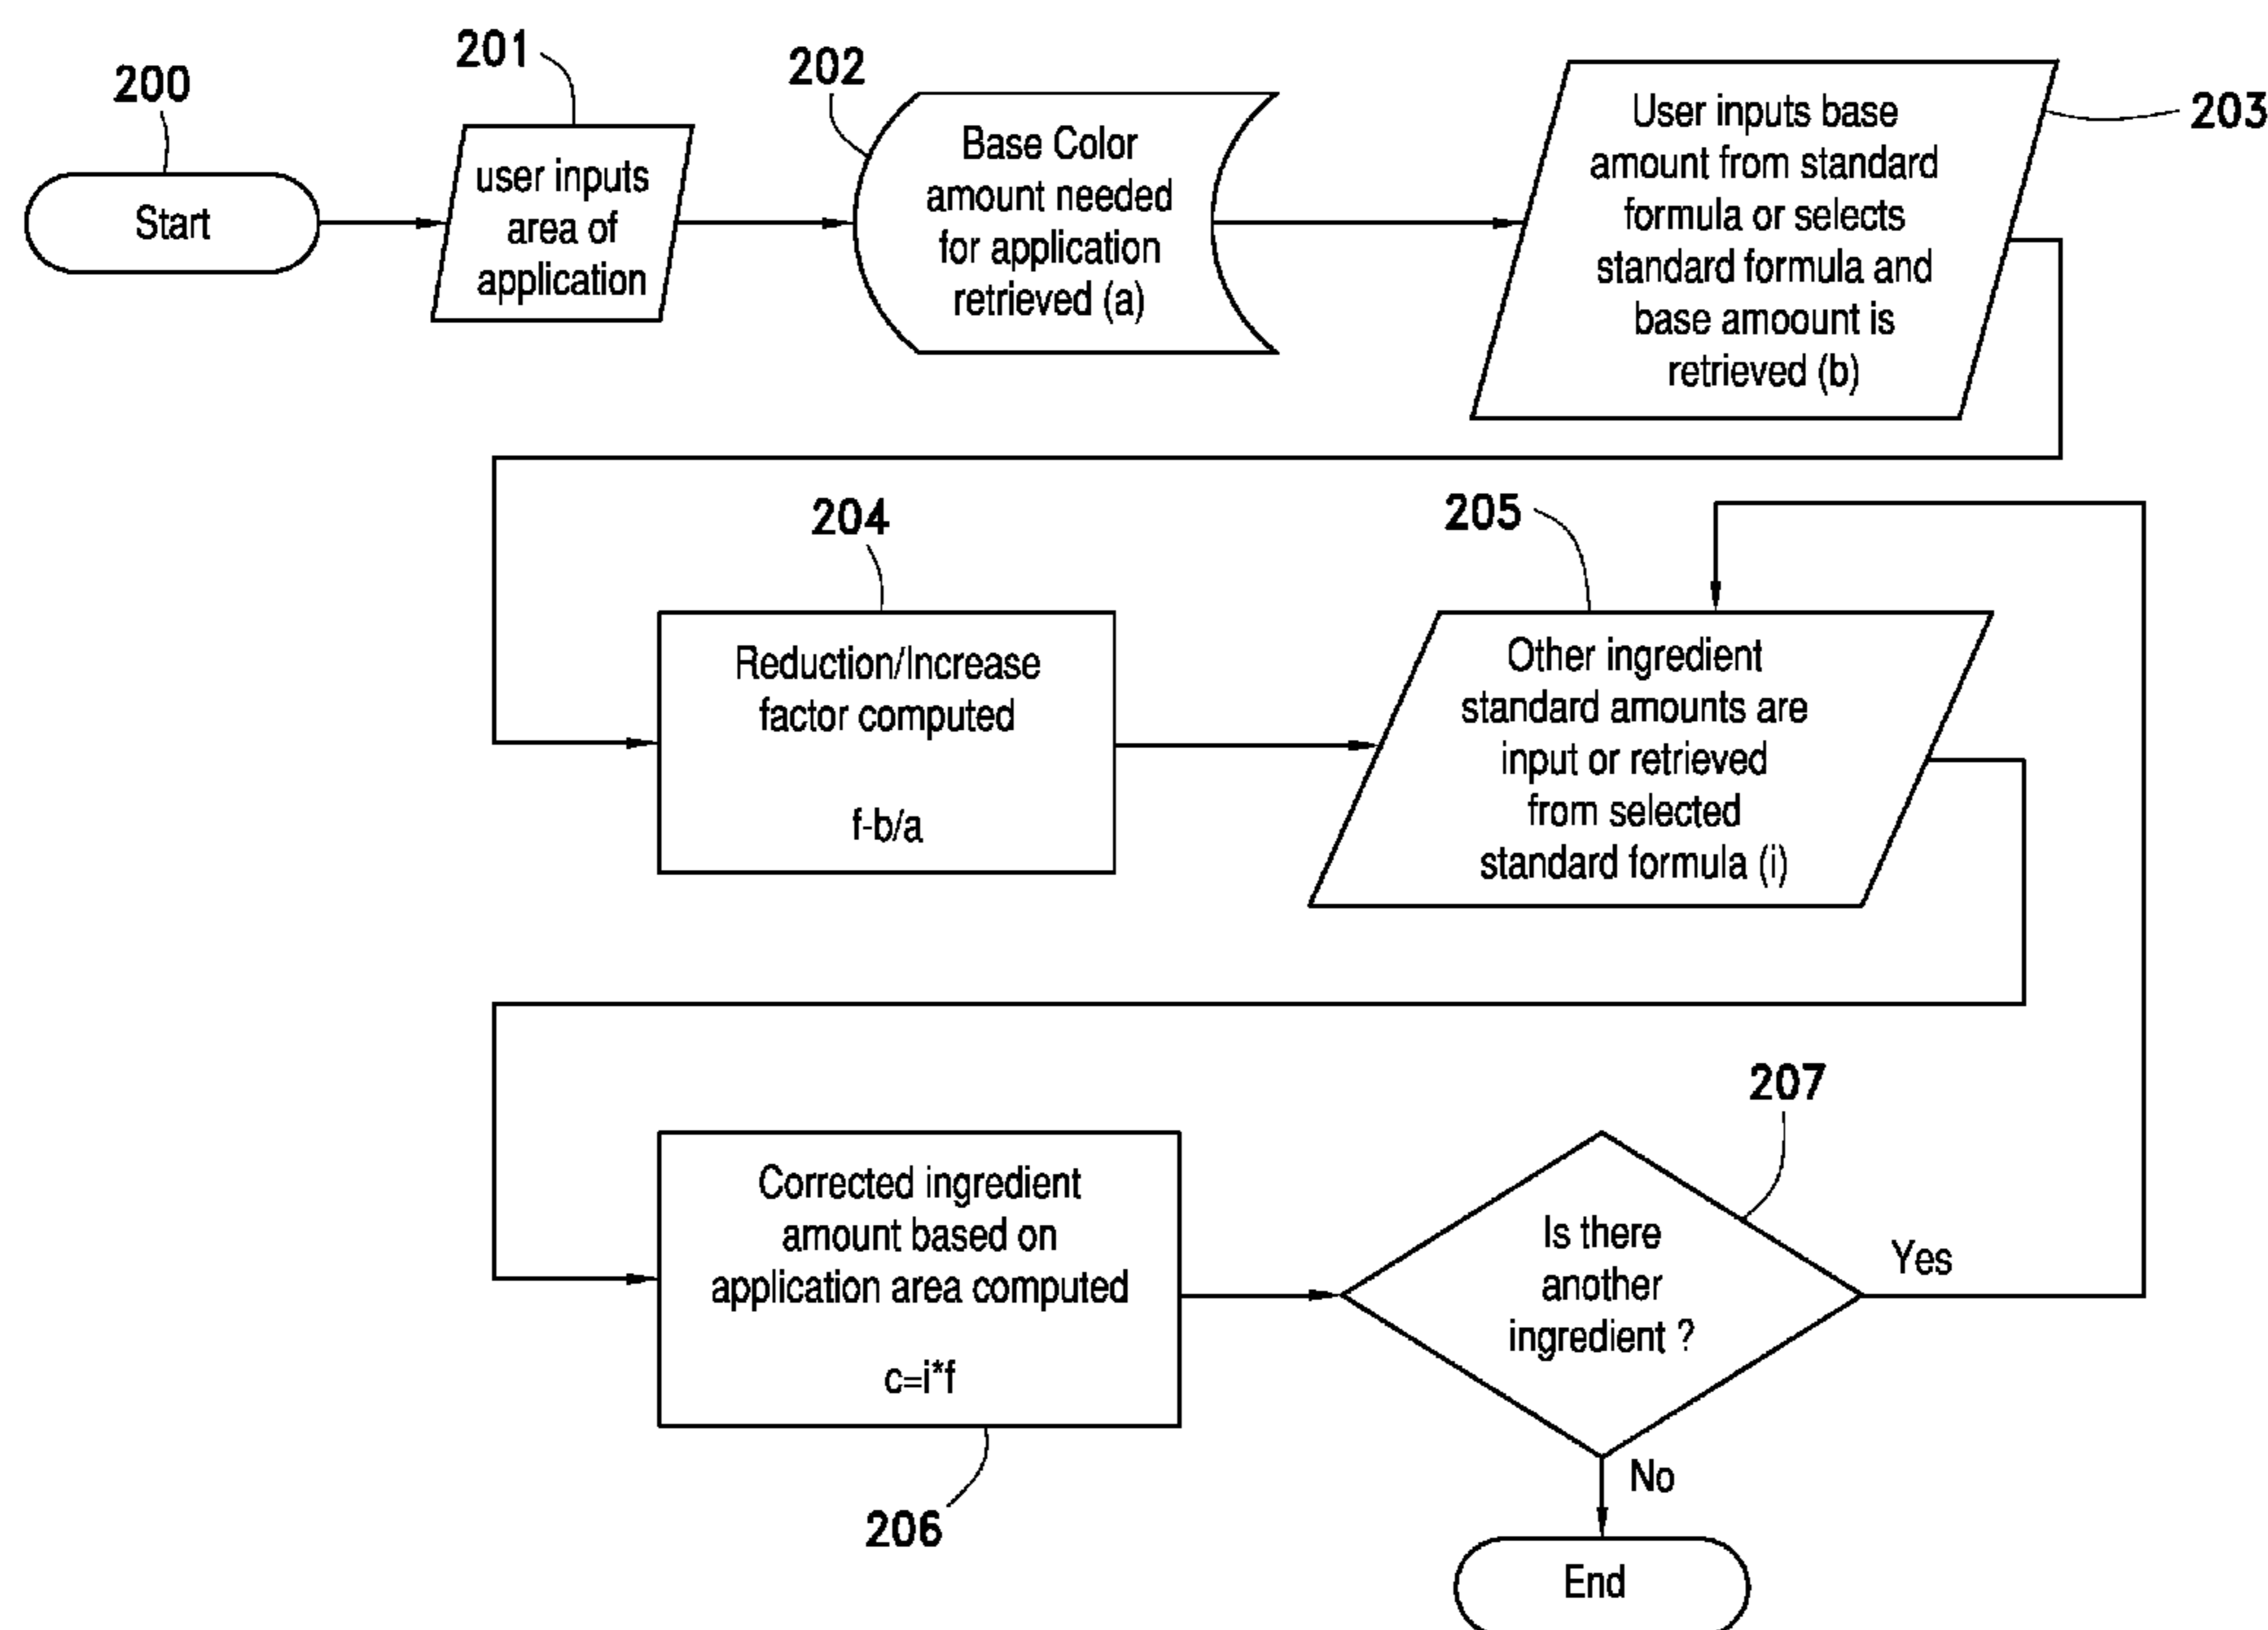 200
Start
201
user inputs
area of
application
202
Base Color
amount needed
for application
retrieved (a)
203
User inputs base
amount from standard
formula or selects
standard formula and
base amoount is
retrieved (b)
204
Reduction/Increase
factor computed
f-b/a
205
Other ingredient
standard amounts are
input or retrieved
from selected
standard formula (i)
206
Corrected ingredient
amount based on
application area computed
c=i*f
207
Is there
another
ingredient ?
Yes
No
End